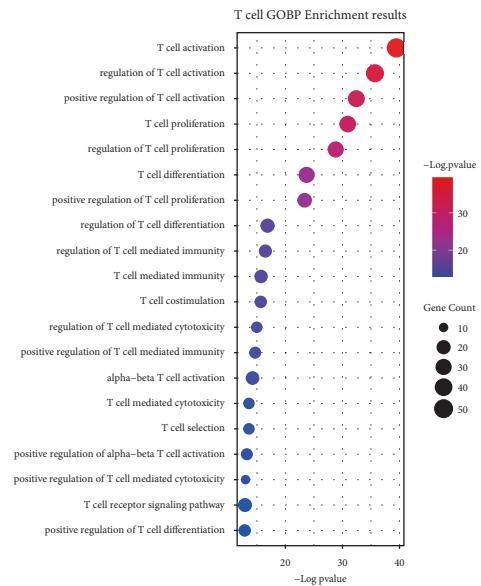 T cell GOBP Enrichment results
T cell activation
regulation of T cell activation
positive regulation of T cell activation
T cell proliferation
regulation of T cell proliferation
T cell differentiation
positive regulation of T cell proliferation
regulation of T cell differentiation
regulation of T cell mediated immunity
T cell mediated immunity
T cell costimulation
regulation of T cell mediated cytotoxicity
positive regulation of T cell mediated immunity
alpha−beta T cell activation
T cell mediated cytotoxicity
T cell selection
positive regulation of alpha−beta T cell activation
positive regulation of T cell mediated cytotoxicity
T cell receptor signaling pathway
positive regulation of T cell differentiation
20 30 40
−Log pvalue
−Log.pvalue
30
20
Gene Count
10
20
30
40
50